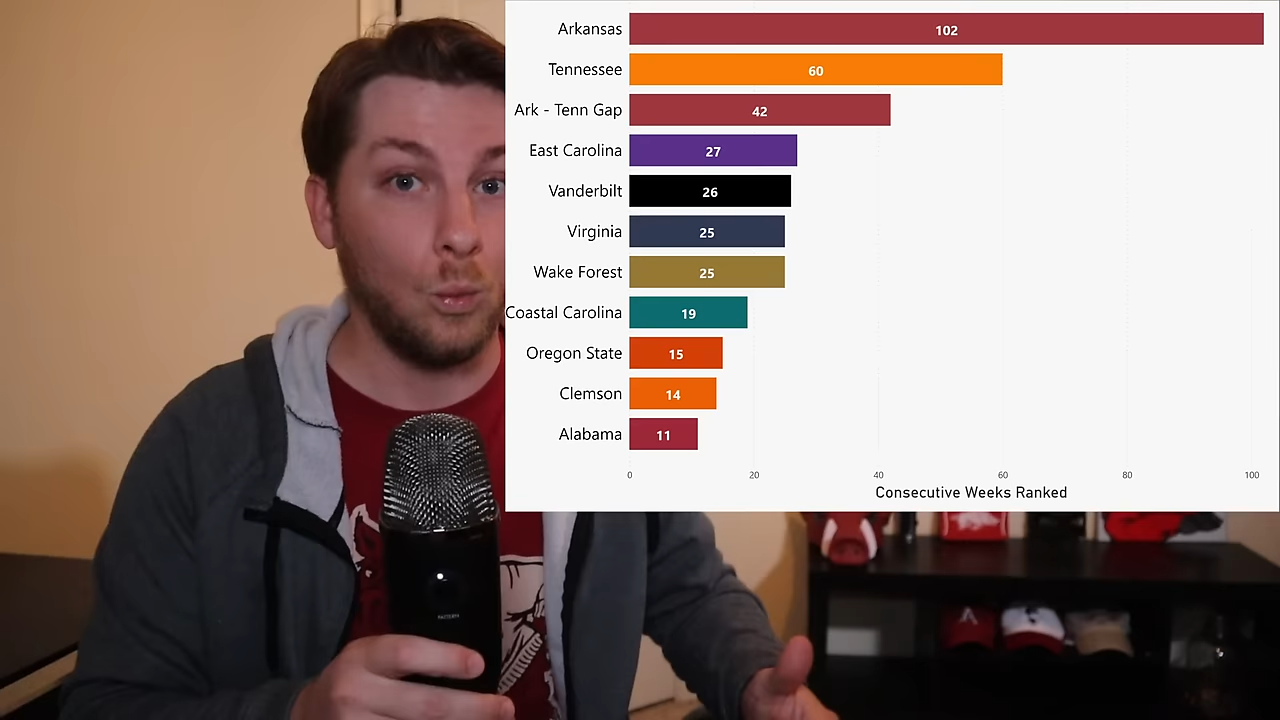 Arkansas 102
Tennessee 60
Ark - Tenn Gap 42
East Carolina 27
Vanderbilt 26
Virginia 25
Wake Forest 25
Coastal Carolina 19
Oregon State 15
Clemson 14
Alabama 11
0 20 40 60 80 100
Consecutive Weeks Ranked
A